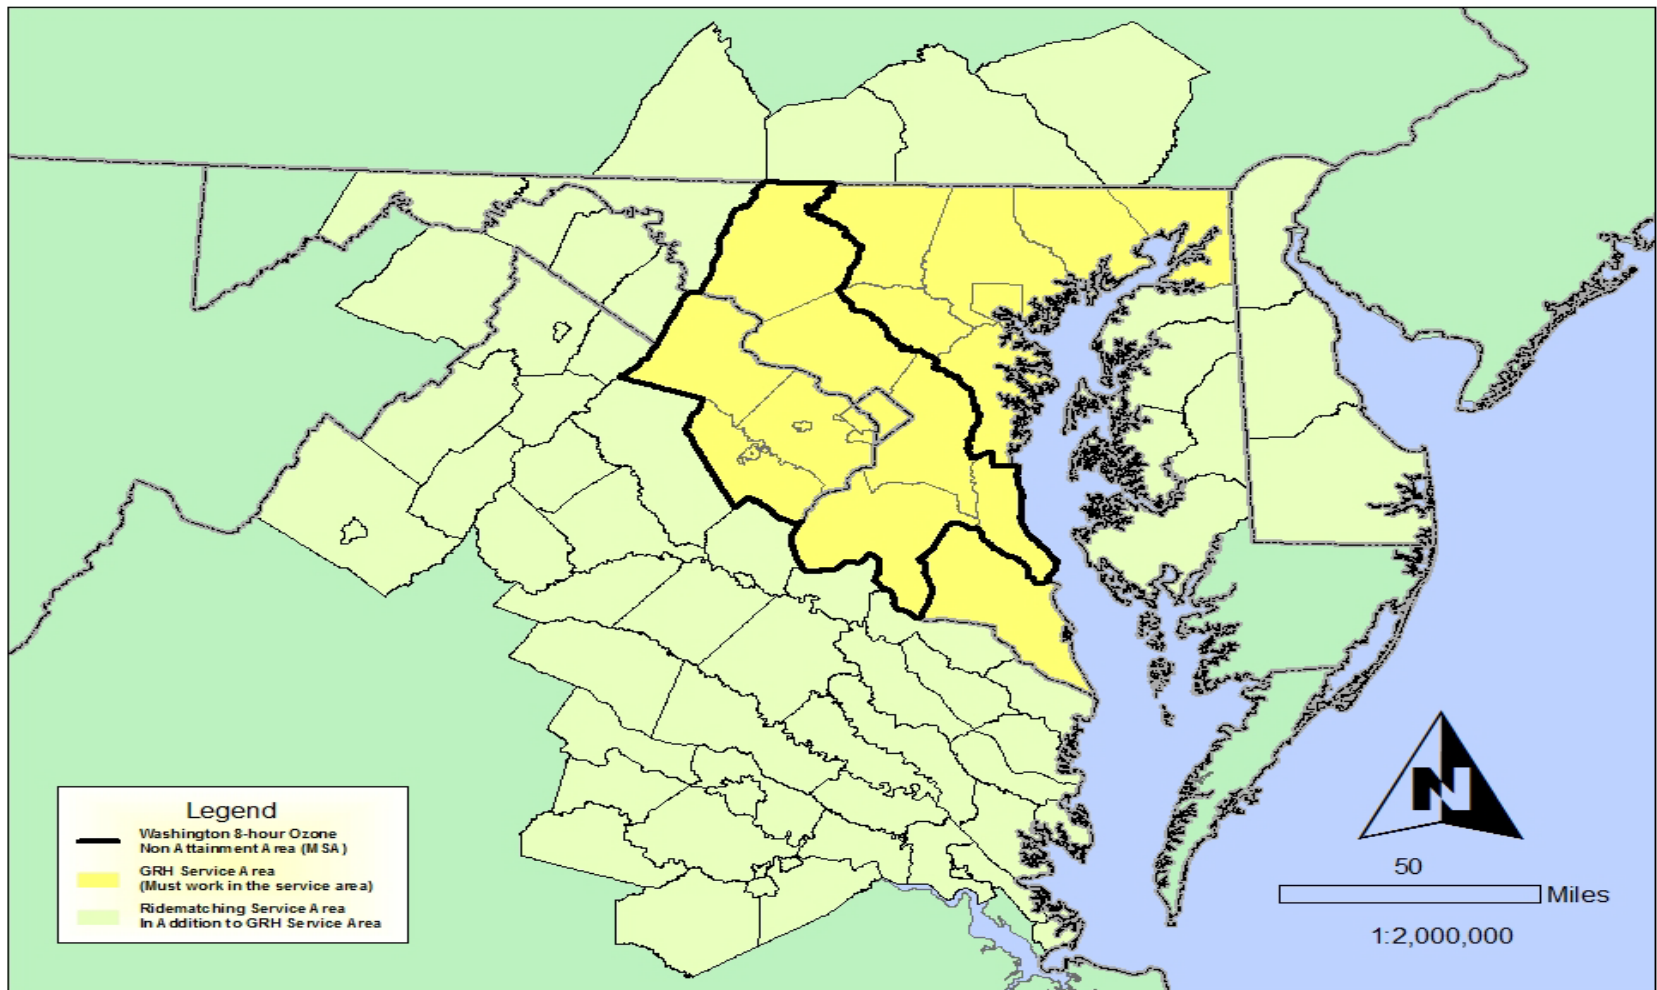 Legend
Washington 8-hour Ozone
Non Attainment Area (MSA)
GRH Service Area
(Must work in the service area)
Ridematching Service Area
In Addition to GRH Service Area
N
50
Miles
1:2,000,000